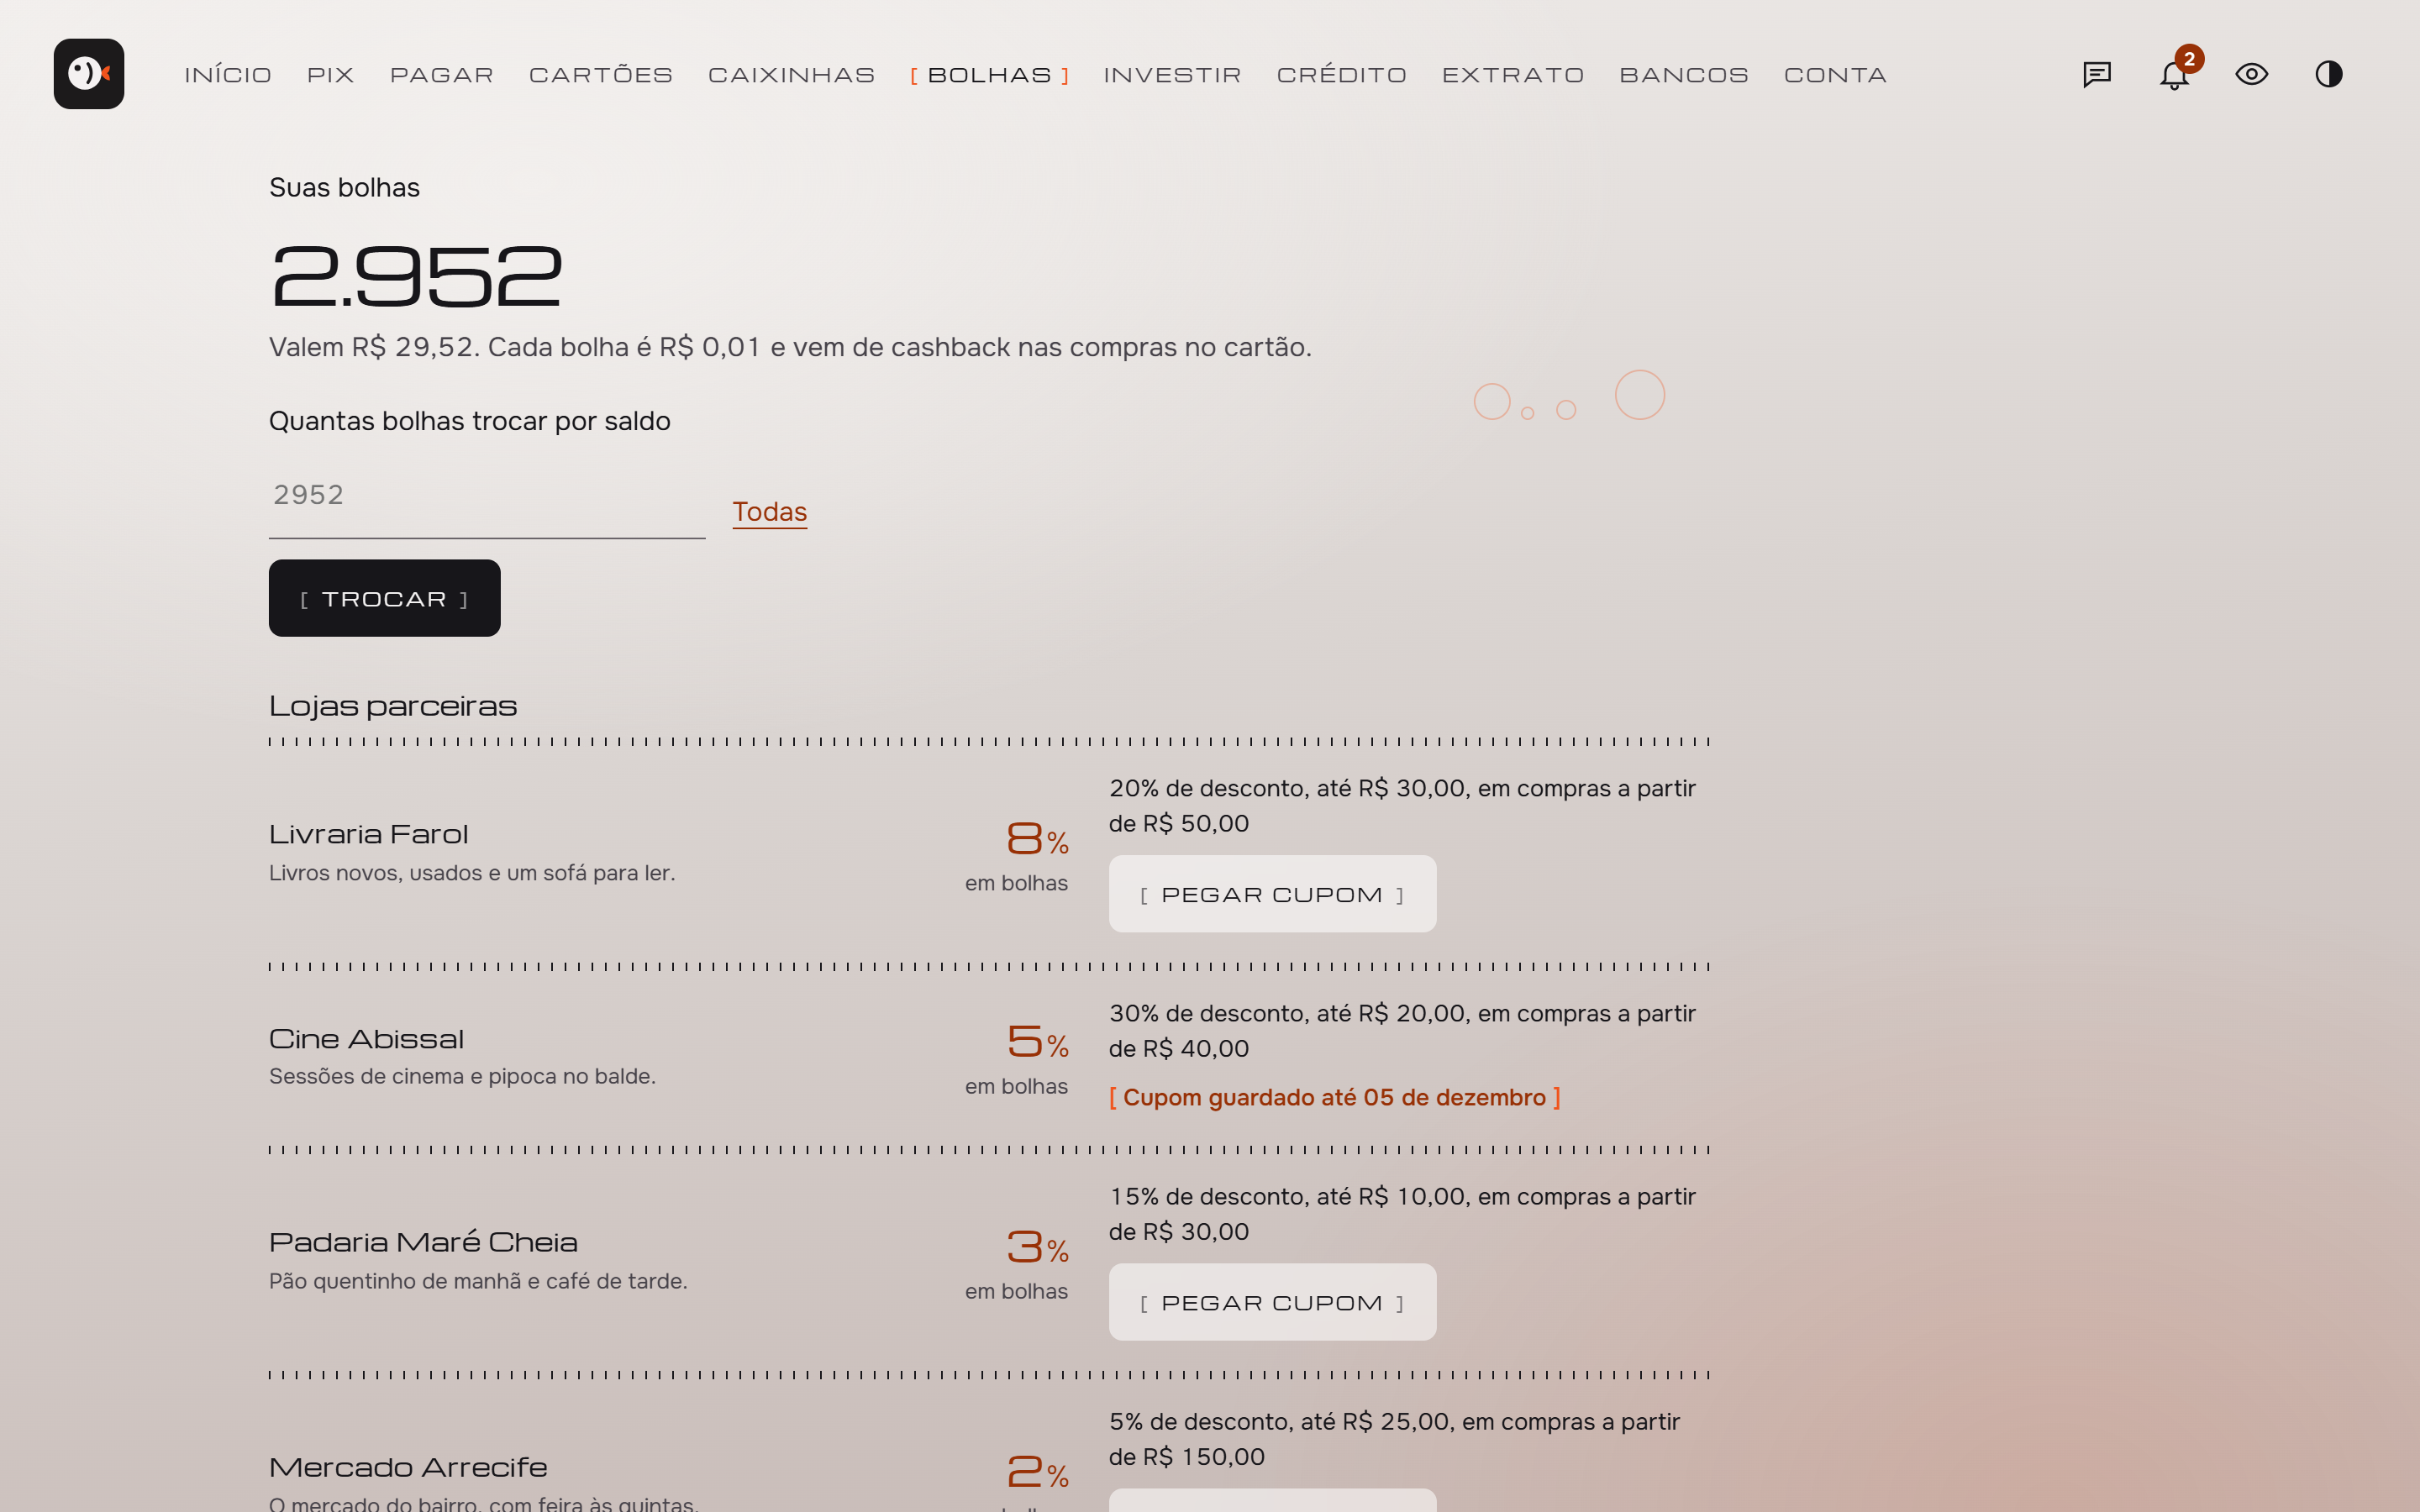 INÍCIO PIX PAGAR CARTÕES CAIXINHAS [ BOLHAS ] INVESTIR CRÉDITO EXTRATO BANCOS CONTA 2
Suas bolhas
2.952
Valem R$ 29,52. Cada bolha é R$ 0,01 e vem de cashback nas compras no cartão.
Quantas bolhas trocar por saldo
2952
Todas
[ TROCAR ]
Lojas parceiras
Livraria Farol
Livros novos, usados e um sofá para ler.
8%
em bolhas
20% de desconto, até R$ 30,00, em compras a partir
de R$ 50,00
[ PEGAR CUPOM ]
Cine Abissal
Sessões de cinema e pipoca no balde.
5%
em bolhas
30% de desconto, até R$ 20,00, em compras a partir
de R$ 40,00
[ Cupom guardado até 05 de dezembro ]
Padaria Maré Cheia
Pão quentinho de manhã e café de tarde.
3%
em bolhas
15% de desconto, até R$ 10,00, em compras a partir
de R$ 30,00
[ PEGAR CUPOM ]
Mercado Arrecife
O mercado do bairro, com feira às quintas.
2%
5% de desconto, até R$ 25,00, em compras a partir
de R$ 150,00